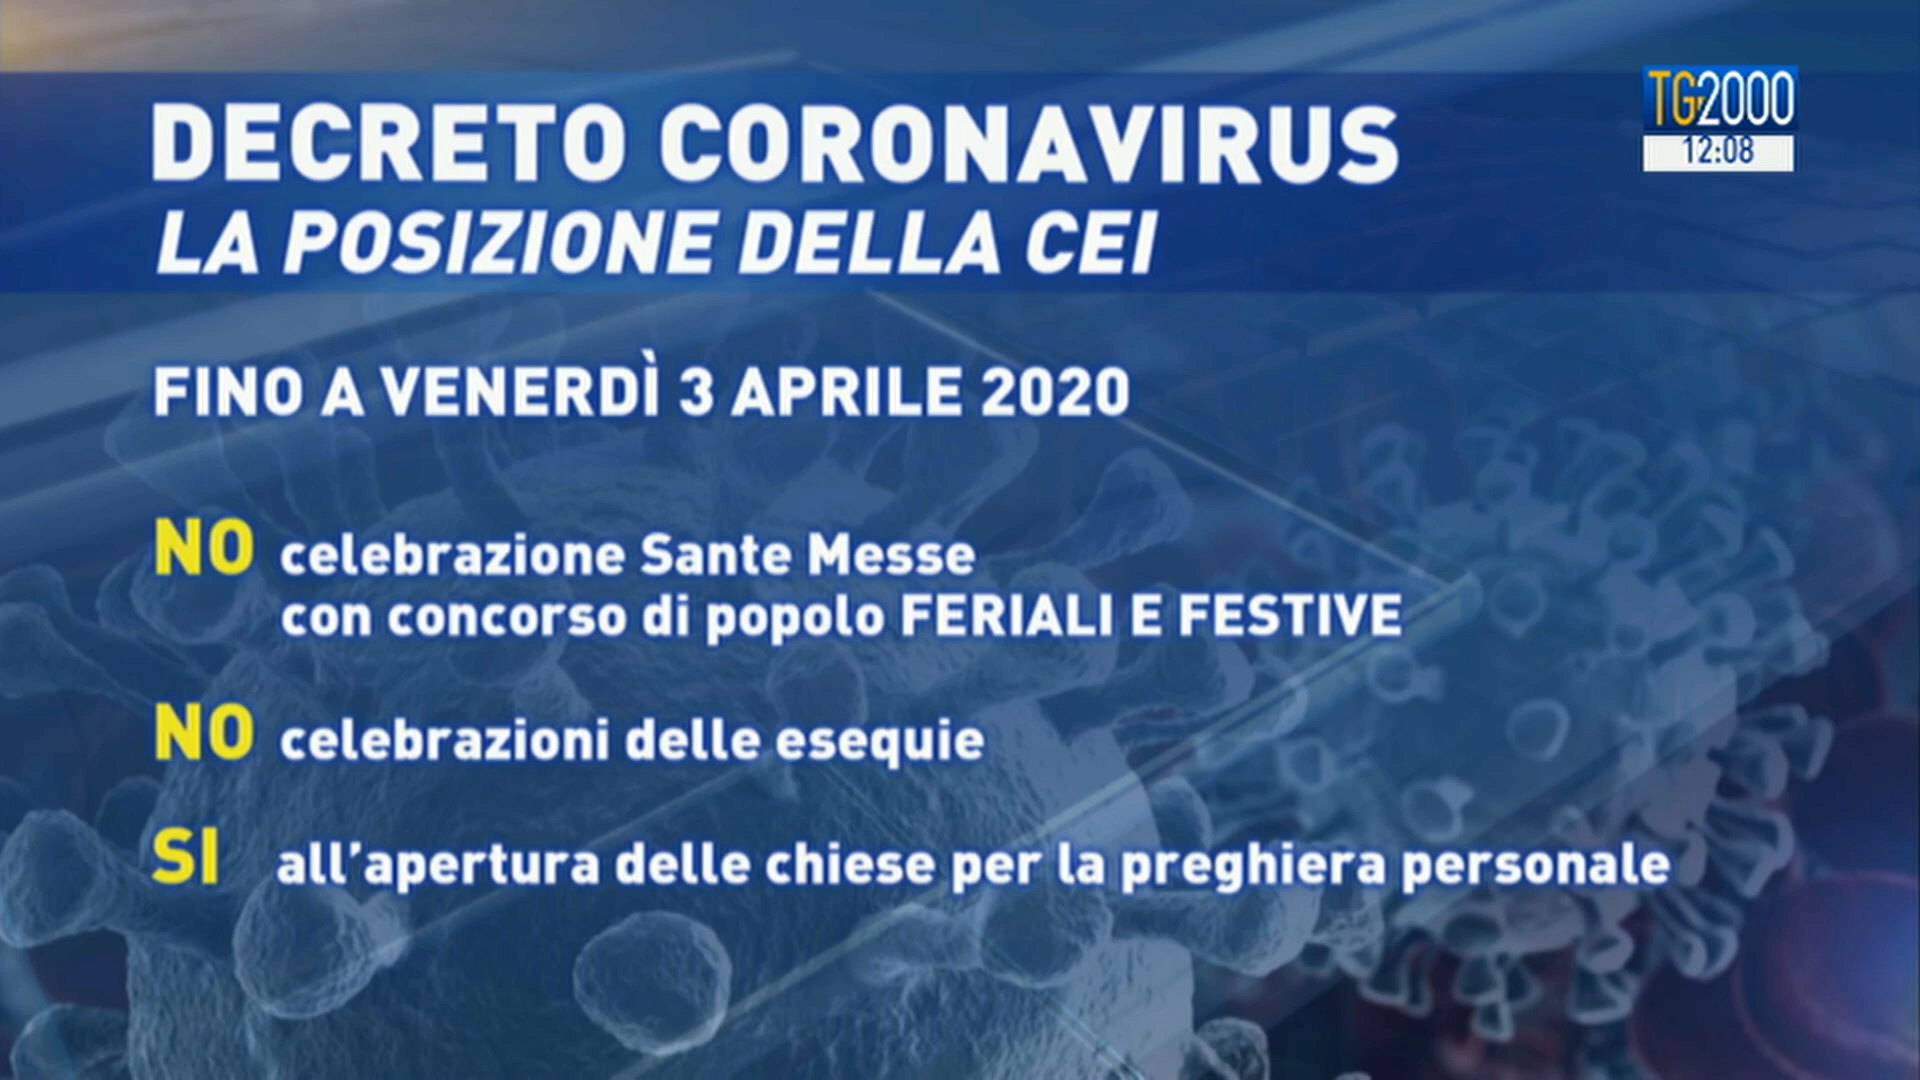 DECRETO CORONAVIRUS
LA POSIZIONE DELLA CEI
TG2000
12:08
FINO A VENERDÌ 3 APRILE 2020
NO celebrazione Sante Messe
con concorso di popolo FERIALI E FESTIVE
NO celebrazioni delle esequie
SI all’apertura delle chiese per la preghiera personale